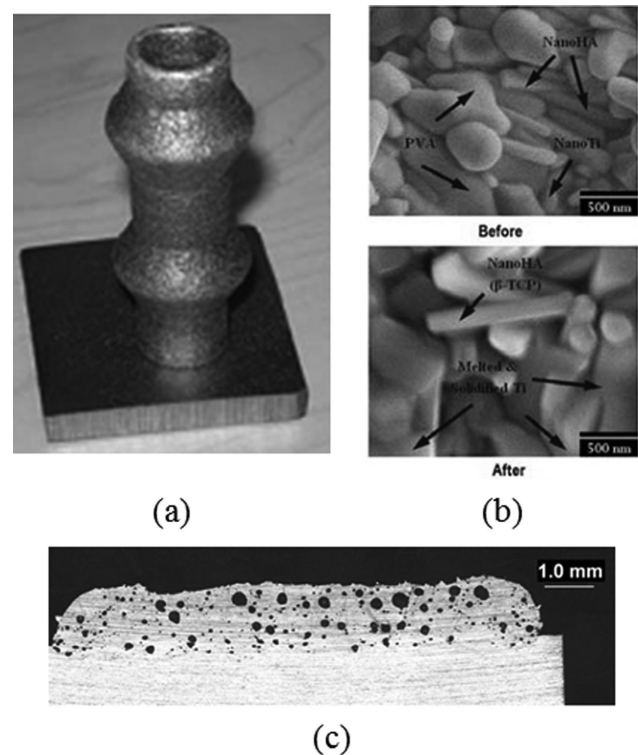 NanoHA
PVA
NanoTi
500 nm
Before
NanoHA
(β-TCP)
Melted &
Solidified Ti
500 nm
After
(a)
(b)
1.0 mm
(c)